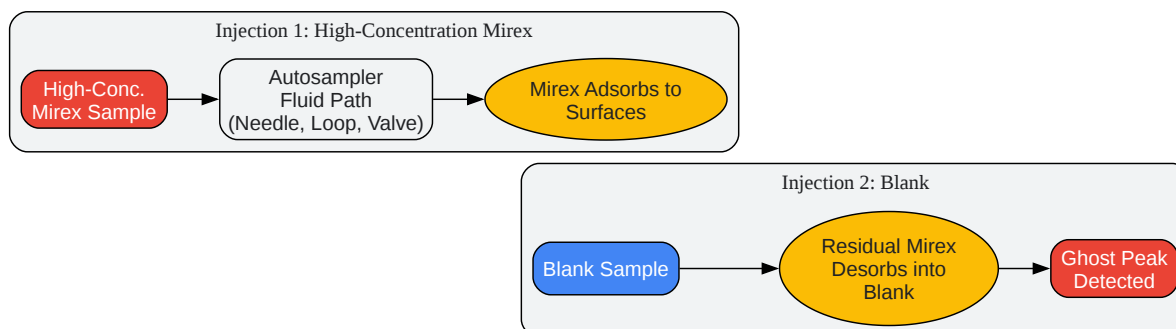 Injection 1: High-Concentration Mirex
High-Conc.
Mirex Sample
Autosampler
Fluid Path
(Needle, Loop, Valve)
Mirex Adsorbs to
Surfaces
Injection 2: Blank
Blank Sample
Residual Mirex
Desorbs into
Blank
Ghost Peak
Detected